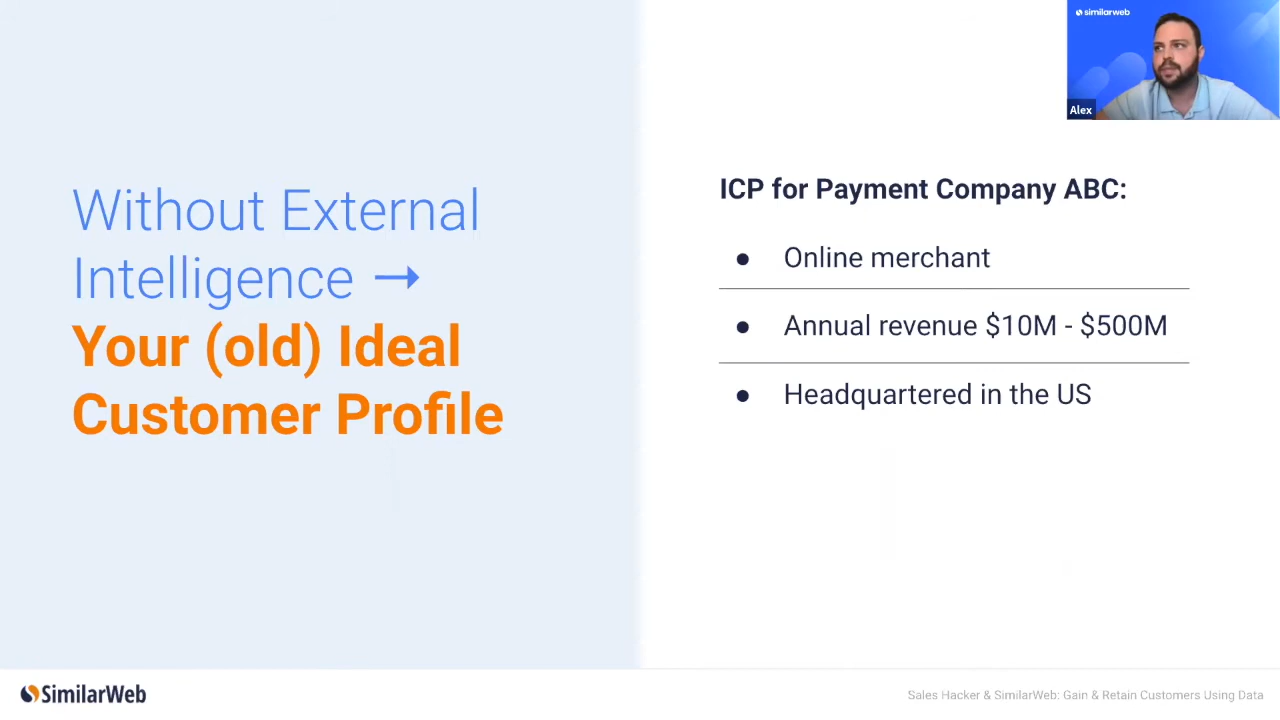 similarweb
Alex
Without External
Intelligence →
Your (old) Ideal
Customer Profile
ICP for Payment Company ABC:
● Online merchant
● Annual revenue $10M - $500M
● Headquartered in the US
SimilarWeb
Sales Hacker & SimilarWeb: Gain & Retain Customers Using Data